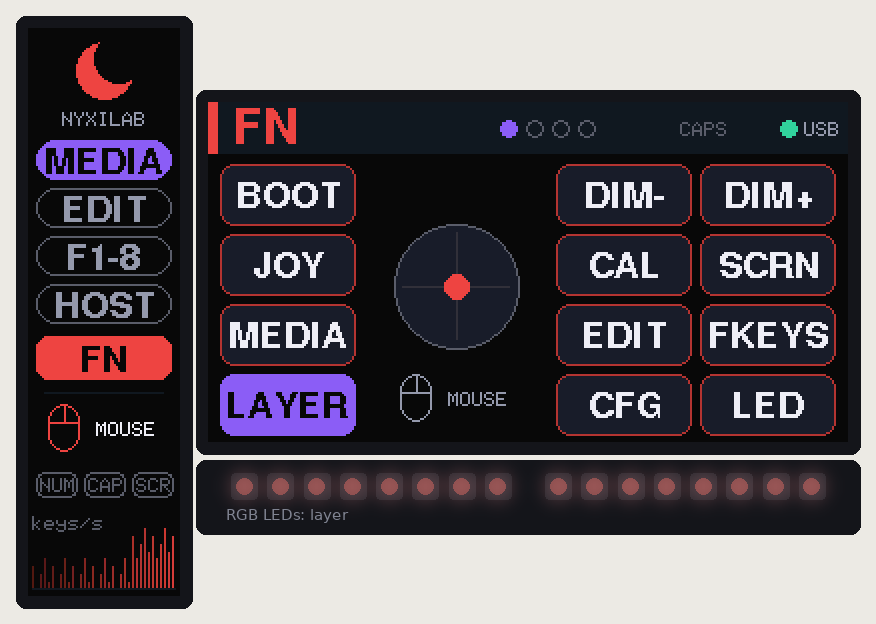 NYXILAB
MEDIA
EDIT
F1-8
HOST
FN
MOUSE
NUM CAP SCR
keys/s
FN CAPS USB
BOOT DIM- DIM+
JOY CAL SCRN
MEDIA EDIT FKEYS
LAYER MOUSE CFG LED
RGB LEDs: layer